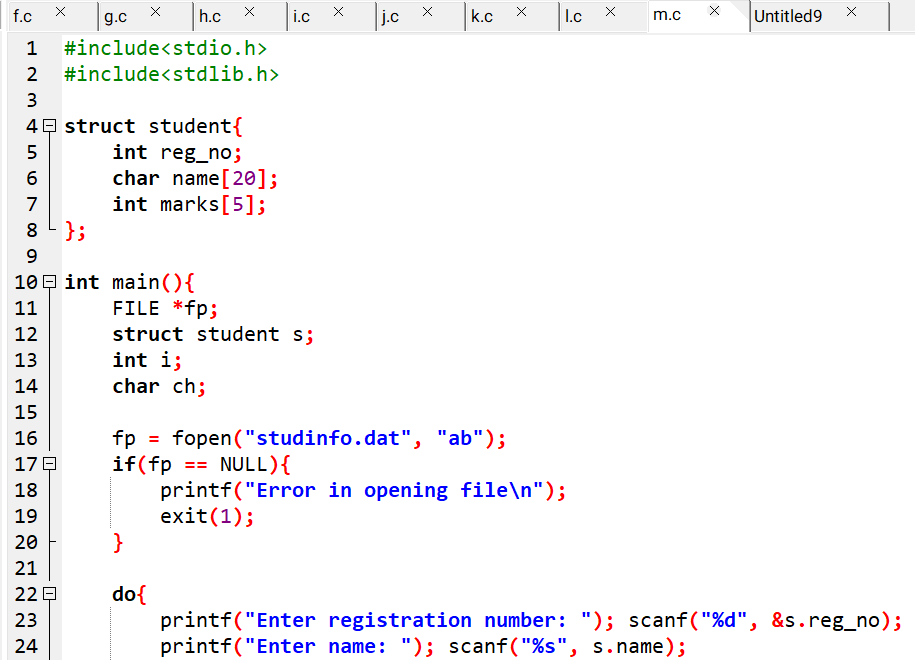 f.c g.c h.c i.c j.c k.c l.c m.c Untitled9
1 #include<stdio.h>
2 #include<stdlib.h>
3
4 struct student{
5 int reg_no;
6 char name[20];
7 int marks[5];
8 };
9
10 int main(){
11 FILE *fp;
12 struct student s;
13 int i;
14 char ch;
15
16 fp = fopen("studinfo.dat", "ab");
17 if(fp == NULL){
18 printf("Error in opening file\n");
19 exit(1);
20 }
21
22 do{
23 printf("Enter registration number: "); scanf("%d", &s.reg_no);
24 printf("Enter name: "); scanf("%s", s.name);